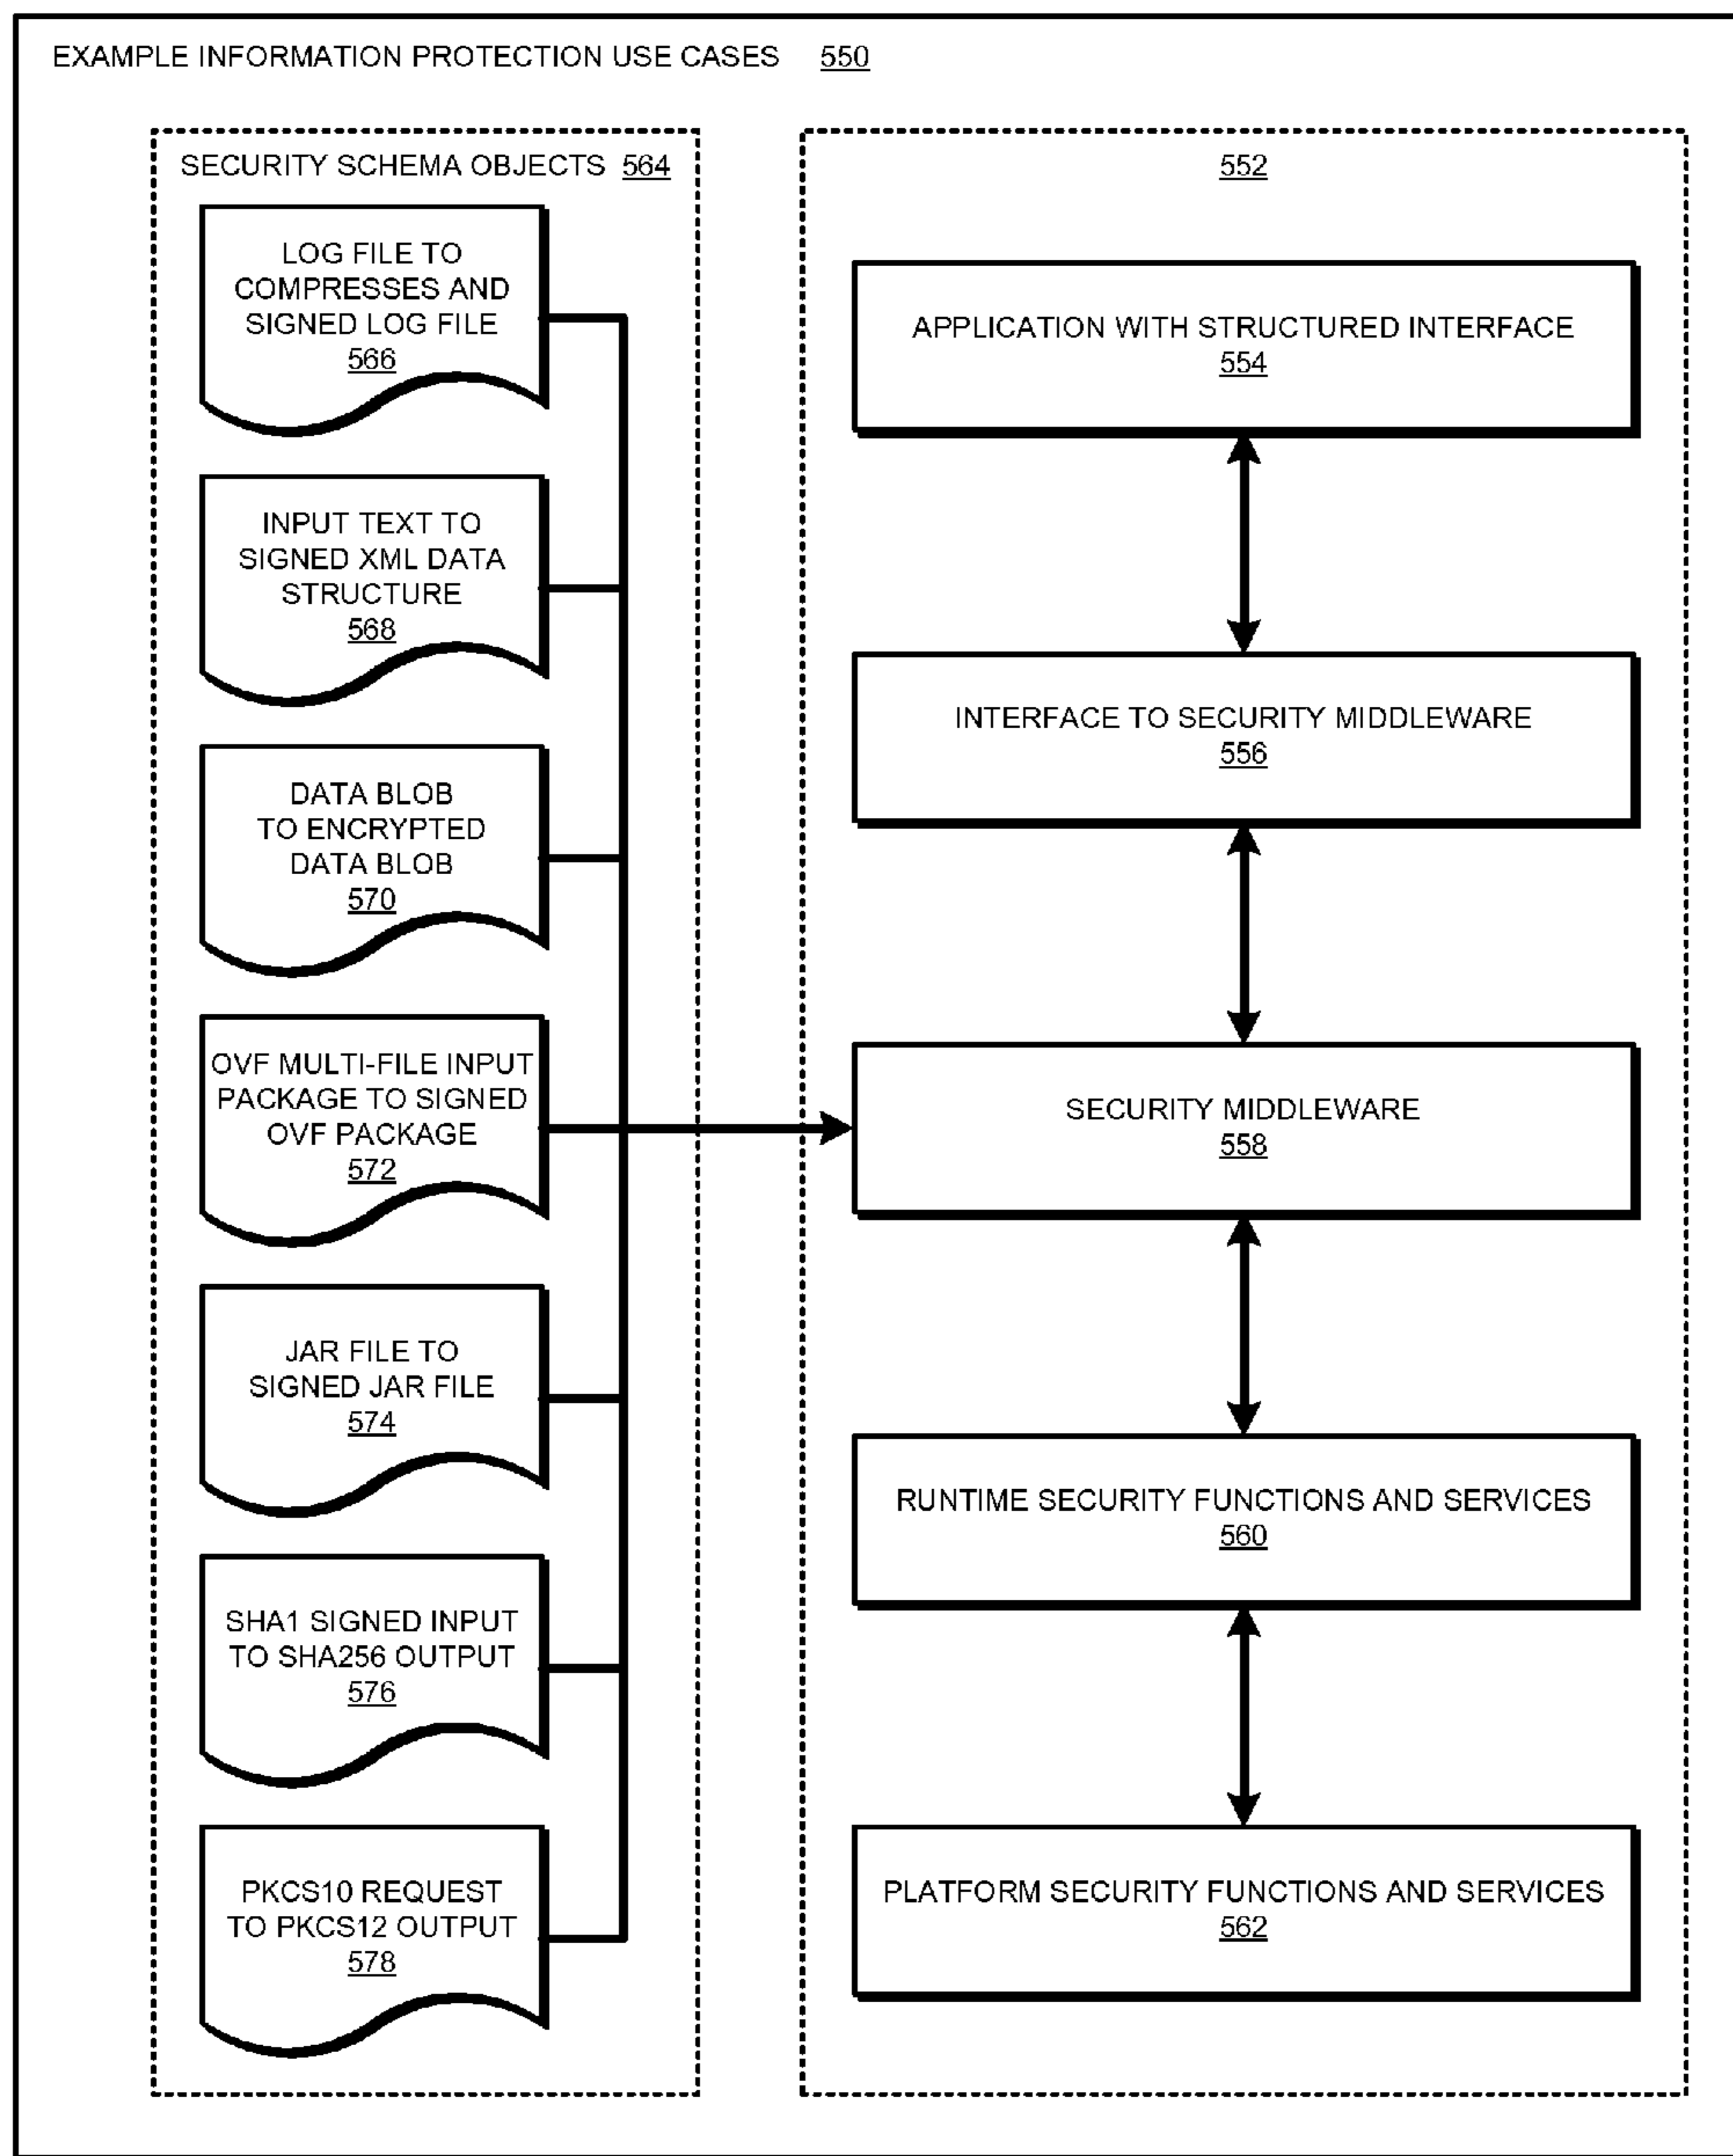 EXAMPLE INFORMATION PROTECTION USE CASES 550
SECURITY SCHEMA OBJECTS 564
LOG FILE TO
COMPRESSES AND
SIGNED LOG FILE
566
INPUT TEXT TO
SIGNED XML DATA
STRUCTURE
568
DATA BLOB
TO ENCRYPTED
DATA BLOB
570
OVF MULTI-FILE INPUT
PACKAGE TO SIGNED
OVF PACKAGE
572
JAR FILE TO
SIGNED JAR FILE
574
SHA1 SIGNED INPUT
TO SHA256 OUTPUT
576
PKCS10 REQUEST
TO PKCS12 OUTPUT
578
552
APPLICATION WITH STRUCTURED INTERFACE
554
INTERFACE TO SECURITY MIDDLEWARE
556
SECURITY MIDDLEWARE
558
RUNTIME SECURITY FUNCTIONS AND SERVICES
560
PLATFORM SECURITY FUNCTIONS AND SERVICES
562